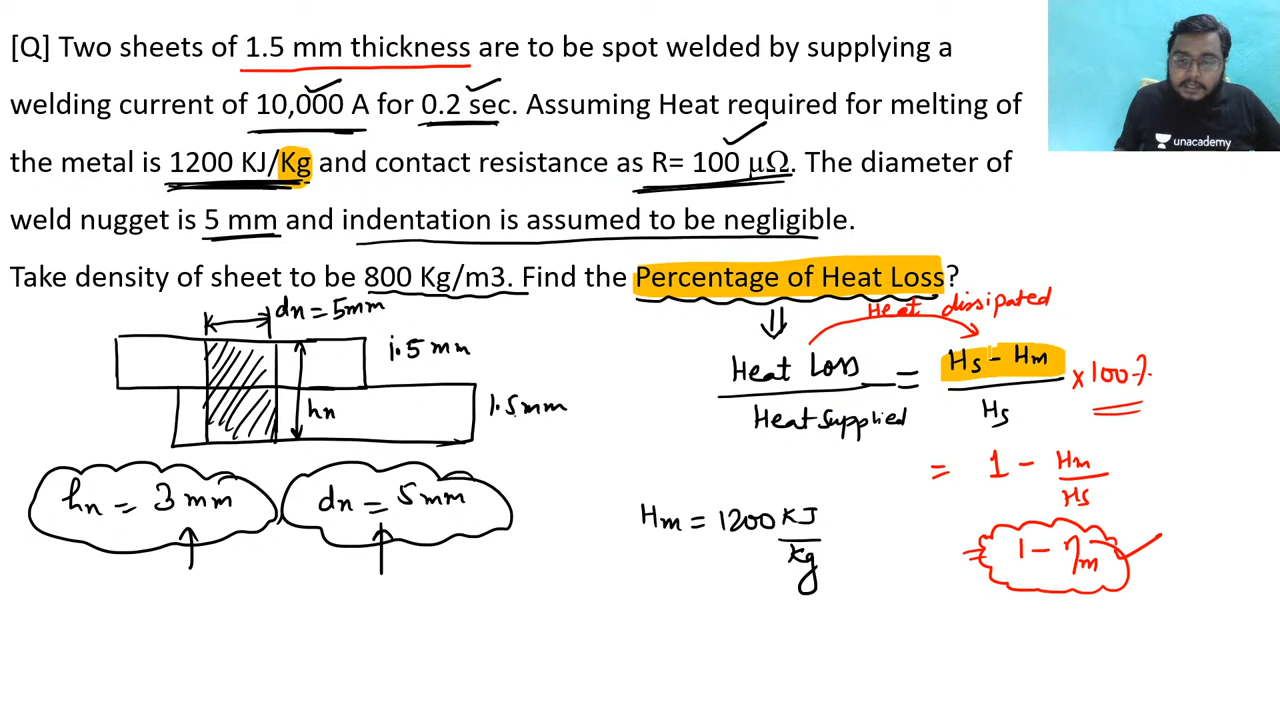 [Q] Two sheets of 1.5 mm thickness are to be spot welded by supplying a
welding current of 10,000 A for 0.2 sec. Assuming Heat required for melting of
the metal is 1200 KJ/Kg and contact resistance as R= 100 μΩ. The diameter of
weld nugget is 5 mm and indentation is assumed to be negligible.
Take density of sheet to be 800 Kg/m3. Find the Percentage of Heat Loss?
unacademy
dn = 5mm
1.5 mm
hn
1.5mm
hn = 3 mm
dn = 5mm
Heat dissipated
Heat Loss / Heat supplied = Hs - Hm / Hs × 100%
= 1 - Hm / Hs
= 1 - ηm
Hm = 1200 KJ / kg